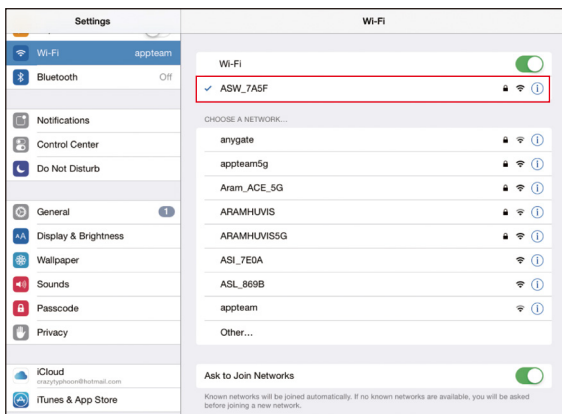 Settings
Wi-Fi
Wi-Fi appteam
Bluetooth Off
Notifications
Control Center
Do Not Disturb
General 1
Display & Brightness
Wallpaper
Sounds
Passcode
Privacy
iCloud
crazytyphoon@hotmail.com
iTunes & App Store
Wi-Fi
ASW_7A5F
CHOOSE A NETWORK...
anygate
appteam5g
Aram_ACE_5G
ARAMHUVIS
ARAMHUVIS5G
ASI_7E0A
ASL_869B
appteam
Other...
Ask to Join Networks
Known networks will be joined automatically. If no known networks are available, you will be asked
before joining a new network.